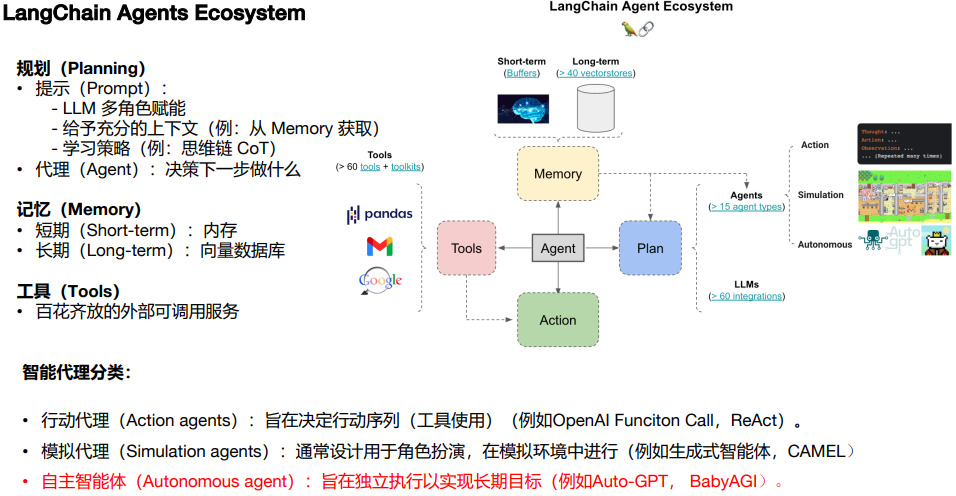 LangChain Agents Ecosystem
规划（Planning）
• 提示（Prompt）：
- LLM 多角色赋能
- 给予充分的上下文（例：从 Memory 获取）
- 学习策略（例：思维链 CoT）
• 代理（Agent）：决策下一步做什么
记忆（Memory）
• 短期（Short-term）：内存
• 长期（Long-term）：向量数据库
工具（Tools）
• 百花齐放的外部可调用服务
LangChain Agent Ecosystem
Short-term
(Buffers)
Long-term
(> 40 vectorstores)
Memory
Tools
(> 60 tools + toolkits)
pandas
Google
Tools
Agent
Plan
Action
Agents
(> 15 agent types)
LLMs
(> 60 integrations)
Action
Thought: ...
Action: ...
Observation: ...
... (Repeated many times)
Simulation
Autonomous
Auto
gpt
智能代理分类：
• 行动代理（Action agents）：旨在决定行动序列（工具使用）（例如OpenAI Funciton Call，ReAct）。
• 模拟代理（Simulation agents）：通常设计用于角色扮演，在模拟环境中进行（例如生成式智能体，CAMEL）
• 自主智能体（Autonomous agent）：旨在独立执行以实现长期目标（例如Auto-GPT， BabyAGI）。